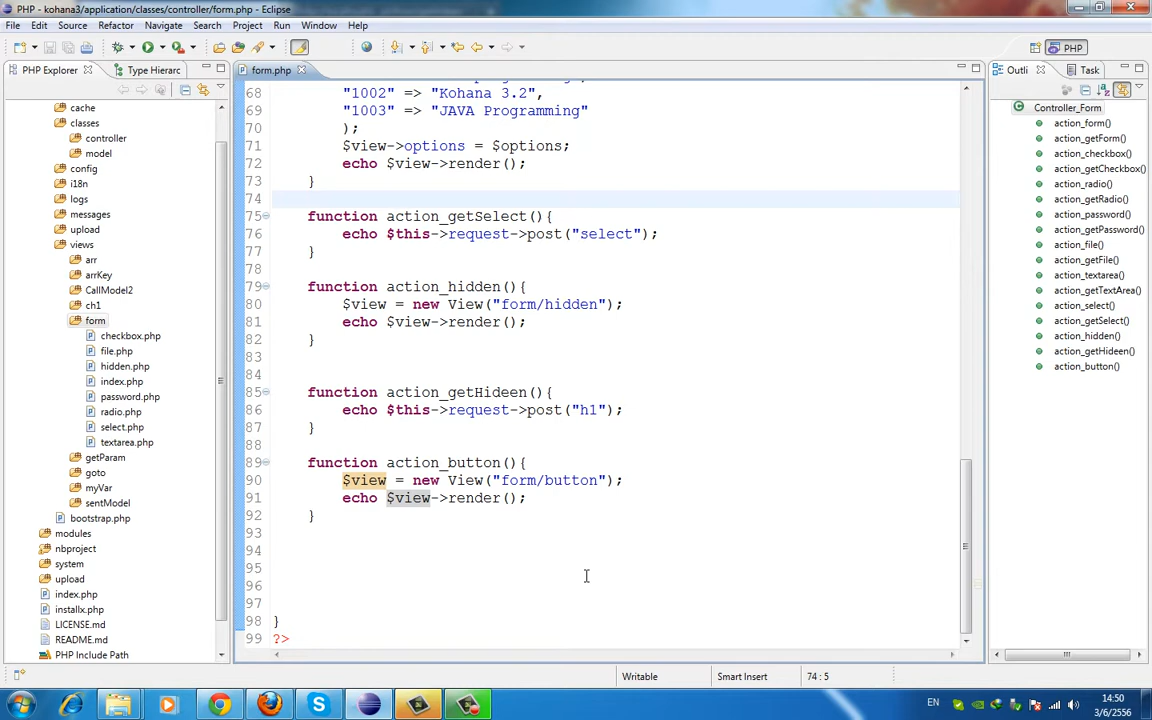 PHP - kohana3/application/classes/controller/form.php - Eclipse
File Edit Source Refactor Navigate Search Project Run Window Help
PHP
PHP Explorer
Type Hierarc
form.php
Outli
Task
cache
classes
controller
model
config
i18n
logs
messages
upload
views
arr
arrKey
CallModel2
ch1
form
checkbox.php
file.php
hidden.php
index.php
password.php
radio.php
select.php
textarea.php
getParam
goto
myVar
sentModel
bootstrap.php
modules
nbproject
system
upload
index.php
installx.php
LICENSE.md
README.md
PHP Include Path
68 "1002" => "Kohana 3.2",
69 "1003" => "JAVA Programming"
70 );
71 $view->options = $options;
72 echo $view->render();
73 }
74
75 function action_getSelect(){
76 echo $this->request->post("select");
77 }
78
79 function action_hidden(){
80 $view = new View("form/hidden");
81 echo $view->render();
82 }
83
84
85 function action_getHideen(){
86 echo $this->request->post("h1");
87 }
88
89 function action_button(){
90 $view = new View("form/button");
91 echo $view->render();
92 }
93
94
95
96
97
98 }
99 ?>
Controller_Form
action_form()
action_getForm()
action_checkbox()
action_getCheckbox()
action_radio()
action_getRadio()
action_password()
action_getPassword()
action_file()
action_getFile()
action_textarea()
action_getTextArea()
action_select()
action_getSelect()
action_hidden()
action_getHideen()
action_button()
Writable
Smart Insert
74 : 5
EN
14:50
3/6/2556